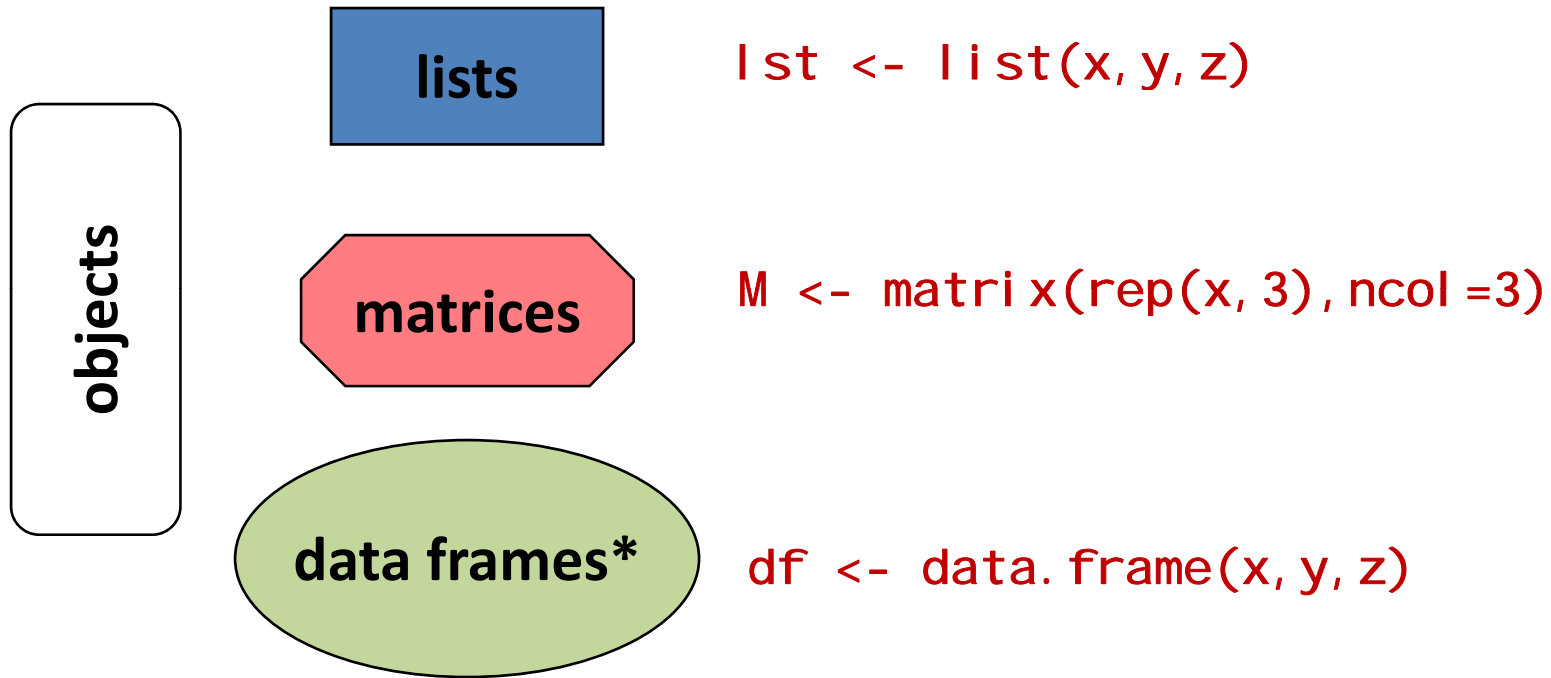 objects
lists
lst <- list(x,y,z)
matrices
M <- matrix(rep(x,3),ncol=3)
data frames*
df <- data.frame(x,y,z)